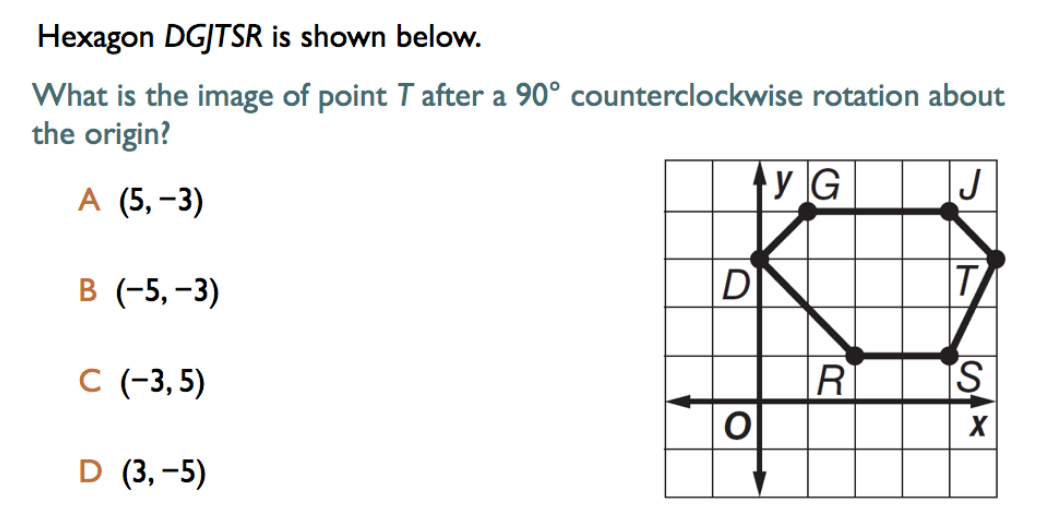 Hexagon DGJTSR is shown below.
What is the image of point T after a 90° counterclockwise rotation about
the origin?
A (5, −3)
B (−5, −3)
C (−3, 5)
D (3, −5)
y G J
D T
R S
O x